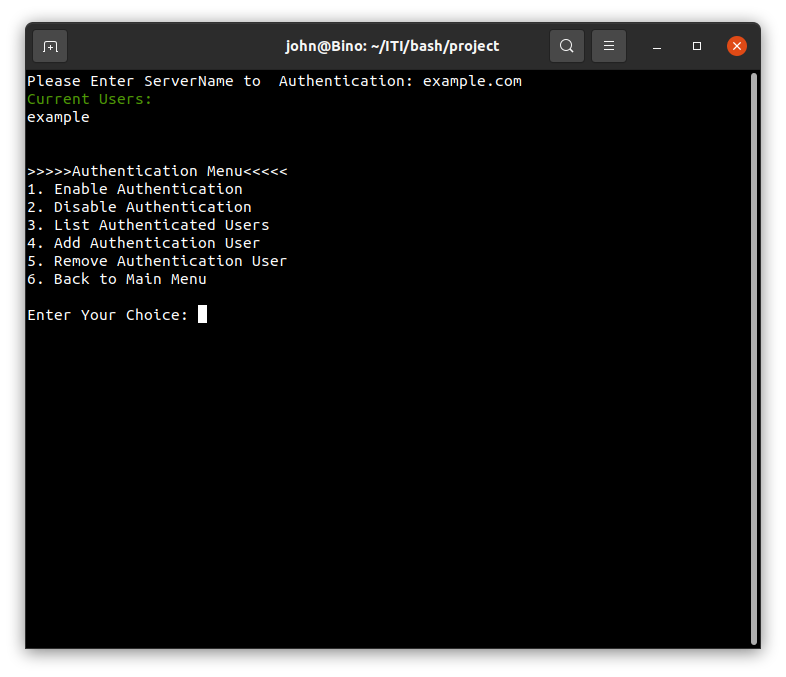 john@Bino: ~/ITI/bash/project
Please Enter ServerName to  Authentication: example.com
Current Users:
example
>>>>>Authentication Menu<<<<<
1. Enable Authentication
2. Disable Authentication
3. List Authenticated Users
4. Add Authentication User
5. Remove Authentication User
6. Back to Main Menu
Enter Your Choice: